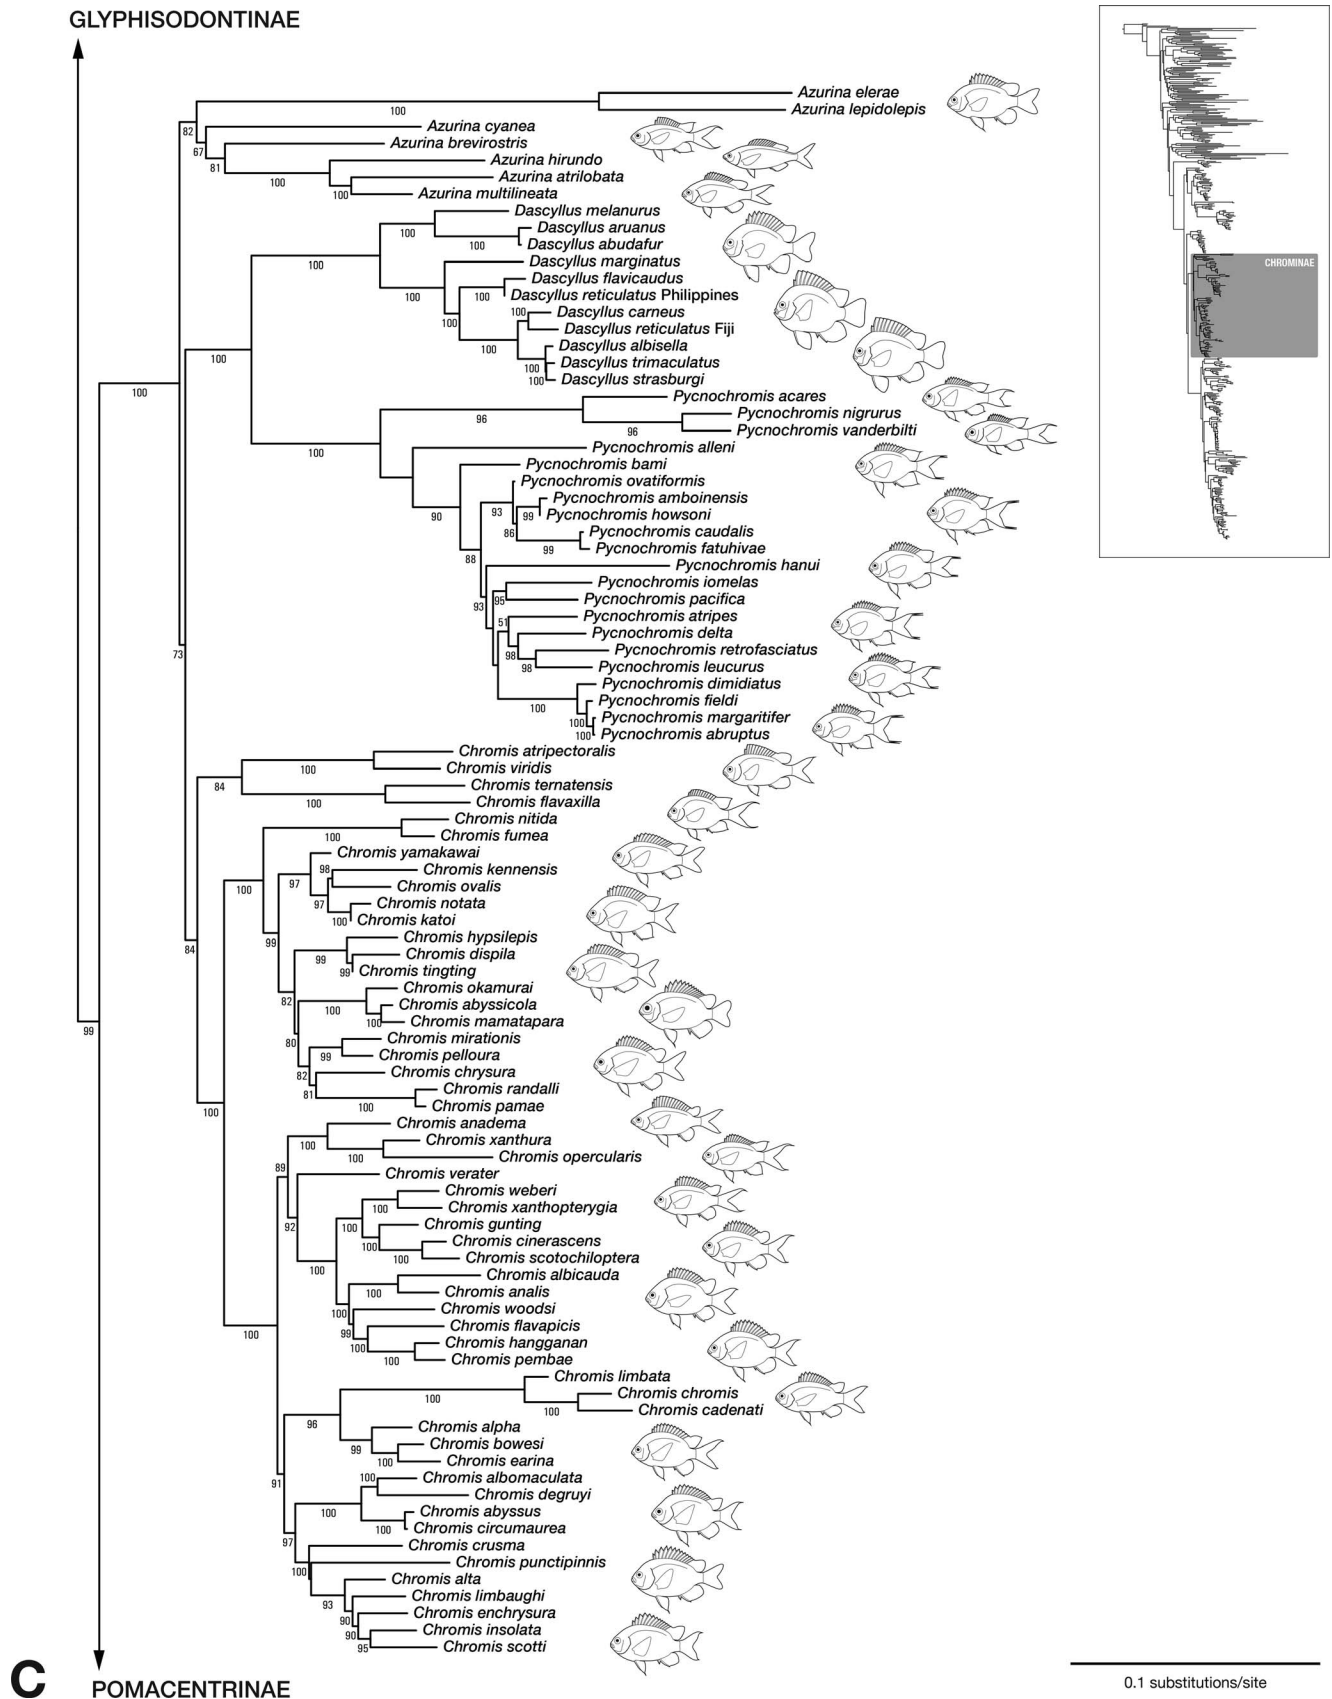 GLYPHISODONTINAE
CHROMINAE
Azurina elerae
100
Azurina lepidolepis
82
Azurina cyanea
67
Azurina brevirostris
81
Azurina hirundo
100
Azurina atrilobata
100
Azurina multilineata
Dascyllus melanurus
100
Dascyllus aruanus
100
Dascyllus abudafur
100
Dascyllus marginatus
Dascyllus flavicaudus
100
100
Dascyllus reticulatus Philippines
100
Dascyllus carneus
100
Dascyllus reticulatus Fiji
100
Dascyllus albisella
100
100
Dascyllus trimaculatus
100
Dascyllus strasburgi
100
Pycnochromis acares
96
Pycnochromis nigrurus
96
Pycnochromis vanderbilti
100
Pycnochromis alleni
Pycnochromis bami
Pycnochromis ovatiformis
Pycnochromis amboinensis
90
93
99
Pycnochromis howsoni
86
Pycnochromis caudalis
99
Pycnochromis fatuhivae
88
Pycnochromis hanui
Pycnochromis iomelas
95
Pycnochromis pacifica
93
Pycnochromis atripes
51
Pycnochromis delta
Pycnochromis retrofasciatus
73
98
98
Pycnochromis leucurus
Pycnochromis dimidiatus
Pycnochromis fieldi
100
Pycnochromis margaritifer
100
Pycnochromis abruptus
100
Chromis atripectoralis
100
Chromis viridis
84
Chromis ternatensis
100
Chromis flavaxilla
Chromis nitida
100
Chromis fumea
Chromis yamakawai
98
Chromis kennensis
100
97
Chromis ovalis
97
Chromis notata
100
Chromis katoi
99
Chromis hypsilepis
84
99
Chromis dispila
99
Chromis tingting
Chromis okamurai
82
100
Chromis abyssicola
100
Chromis mamatapara
99
80
Chromis mirationis
99
Chromis pelloura
82
Chromis chrysura
81
Chromis randalli
100
100
Chromis pamae
Chromis anadema
100
Chromis xanthura
100
Chromis opercularis
89
Chromis verater
Chromis weberi
100
Chromis xanthopterygia
92
100
Chromis gunting
100
Chromis cinerascens
100
100
Chromis scotochiloptera
Chromis albicauda
100
Chromis analis
100
Chromis woodsi
100
99
Chromis flavapicis
100
Chromis hangganan
100
Chromis pembae
Chromis limbata
100
Chromis chromis
100
Chromis cadenati
96
Chromis alpha
99
Chromis bowesi
100
Chromis earina
91
100
Chromis albomaculata
Chromis degruyi
100
Chromis abyssus
100
Chromis circumaurea
97
Chromis crusma
100
Chromis punctipinnis
Chromis alta
93
Chromis limbaughi
90
Chromis enchrysura
90
Chromis insolata
95
Chromis scotti
C
POMACENTRINAE
0.1 substitutions/site